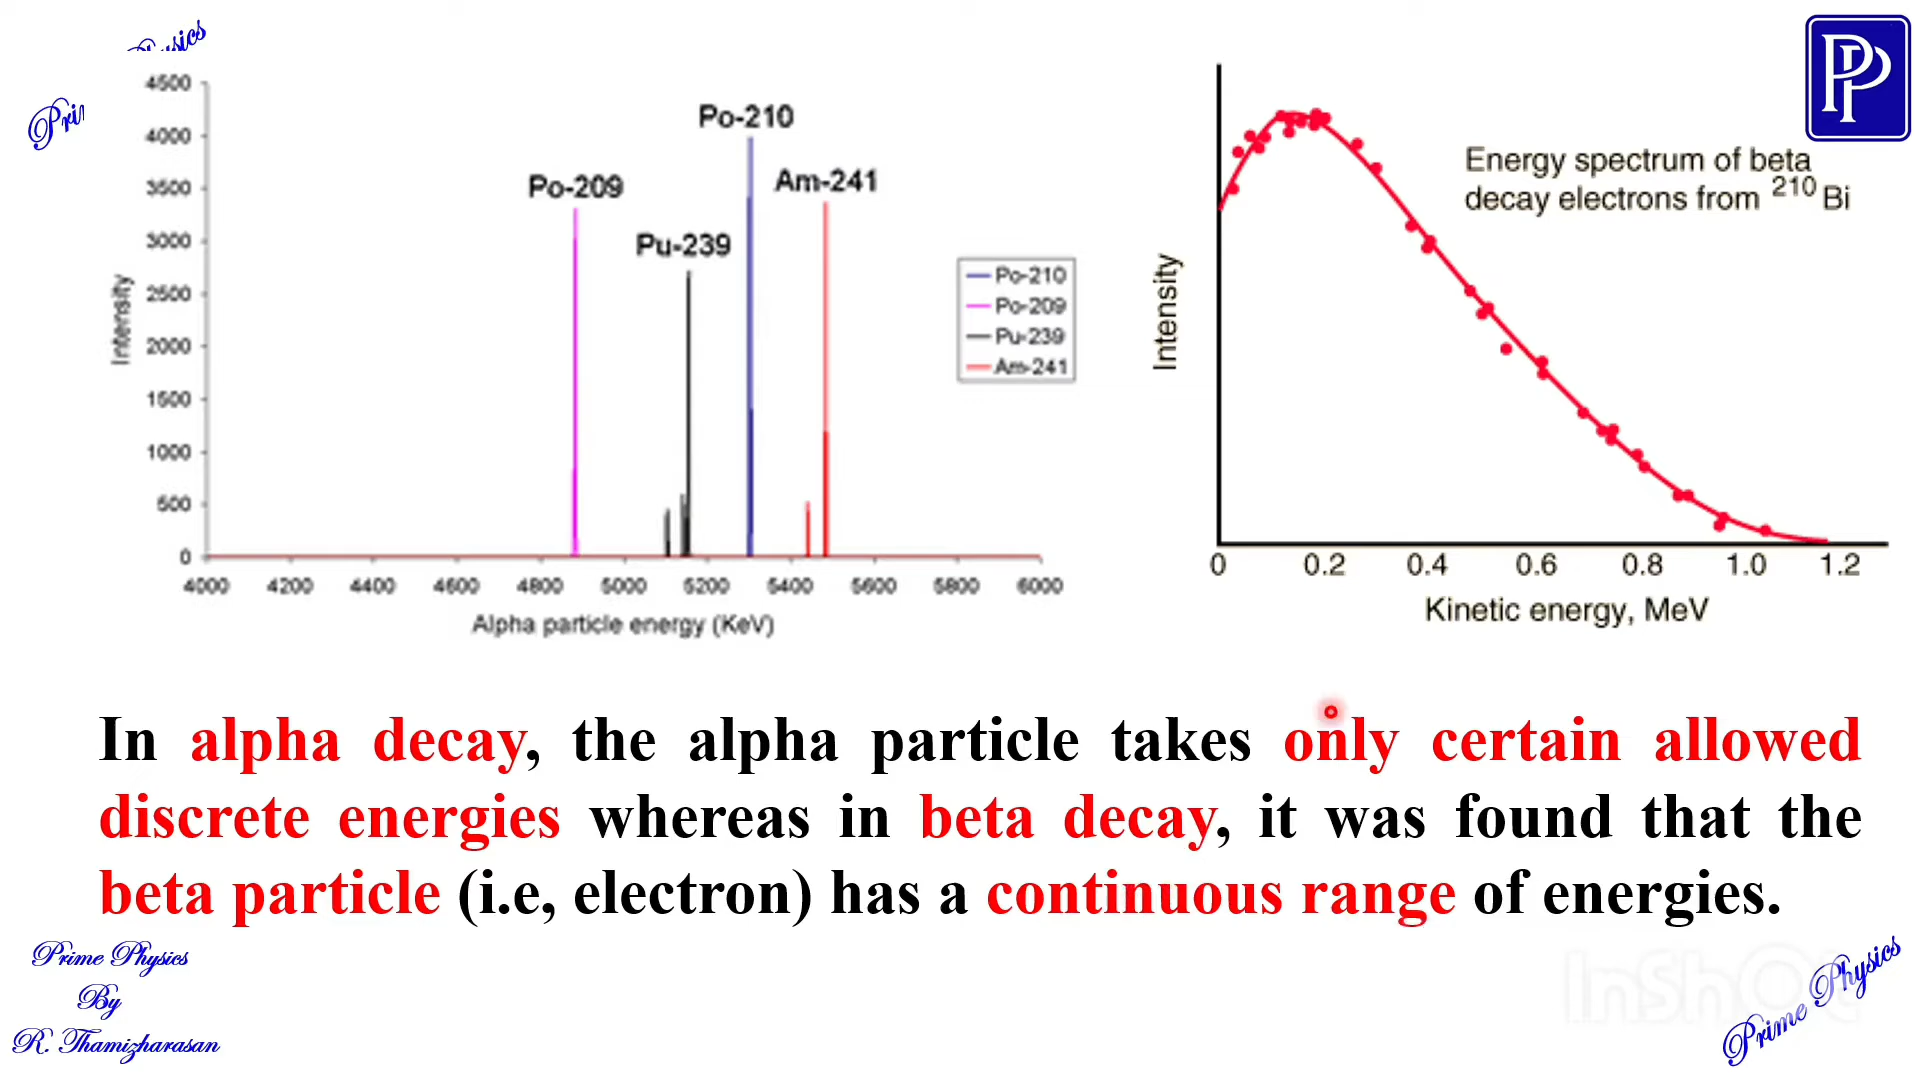 Physics
Pri
PP
4500
4000
3500
3000
2500
2000
1500
1000
500
0
Intensity
Po-209
Pu-239
Po-210
Am-241
Po-210
Po-209
Pu-239
Am-241
4000 4200 4400 4600 4800 5000 5200 5400 5600 5800 6000
Alpha particle energy (KeV)
Energy spectrum of beta
decay electrons from 210 Bi
Intensity
0 0.2 0.4 0.6 0.8 1.0 1.2
Kinetic energy, MeV
In alpha decay, the alpha particle takes only certain allowed
discrete energies whereas in beta decay, it was found that the
beta particle (i.e, electron) has a continuous range of energies.
Prime Physics
By
R. Thamizharasan
InShOt
Prime Physics